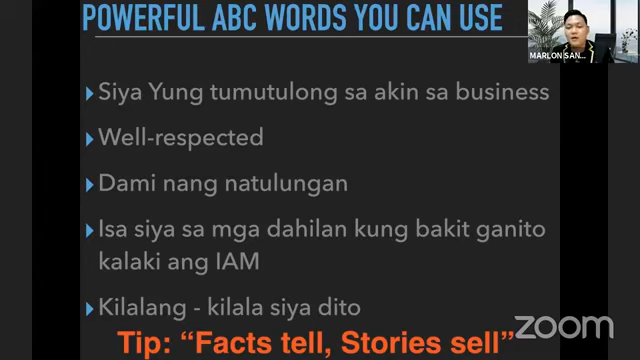 POWERFUL ABC WORDS YOU CAN USE
MARLON SAN...
Siya Yung tumutulong sa akin sa business
Well-respected
Dami nang natulungan
Isa siya sa mga dahilan kung bakit ganito
kalaki ang IAM
Kilalang - kilala siya dito
Tip: “Facts tell, Stories sell”
zoom